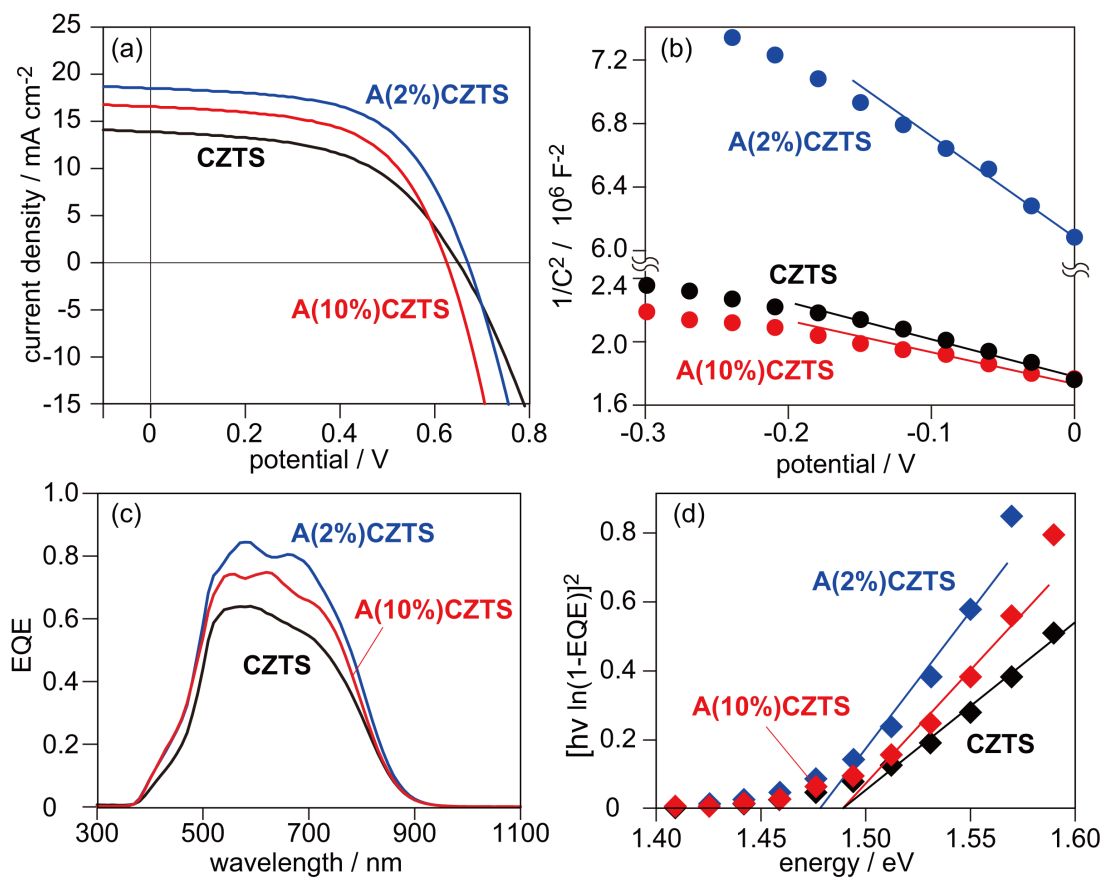 (a)
25
20
15
10
5
0
-5
-10
-15
current density / mA cm-2
A(2%)CZTS
CZTS
A(10%)CZTS
0
0.2
0.4
0.6
0.8
potential / V
(b)
7.2
6.8
6.4
6.0
2.4
2.0
1.6
1/C2 / 106 F-2
A(2%)CZTS
CZTS
A(10%)CZTS
-0.3
-0.2
-0.1
0
potential / V
(c)
1.0
0.8
0.6
0.4
0.2
0
EQE
A(2%)CZTS
A(10%)CZTS
CZTS
300
500
700
900
1100
wavelength / nm
(d)
0.8
0.6
0.4
0.2
0
[hν ln(1-EQE)]2
A(2%)CZTS
A(10%)CZTS
CZTS
1.40
1.45
1.50
1.55
1.60
energy / eV